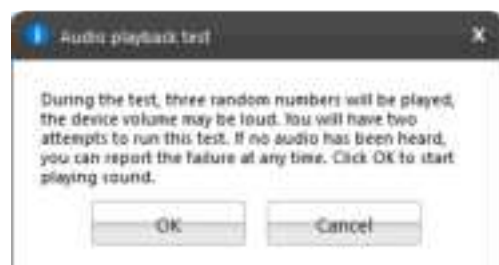 Audio playback test
During the test, three random numbers will be played,
the device volume may be loud. You will have two
attempts to run this test. If no audio has been heard,
you can report the failure at any time. Click OK to start
playing sound.
OK Cancel